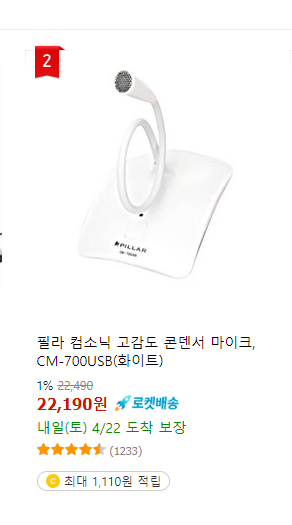 2
PILLAR
CM-700USB
필라 컴소닉 고감도 콘덴서 마이크,
CM-700USB(화이트)
1% 22,490
22,190원 로켓배송
내일(토) 4/22 도착 보장
(1233)
C 최대 1,110원 적립